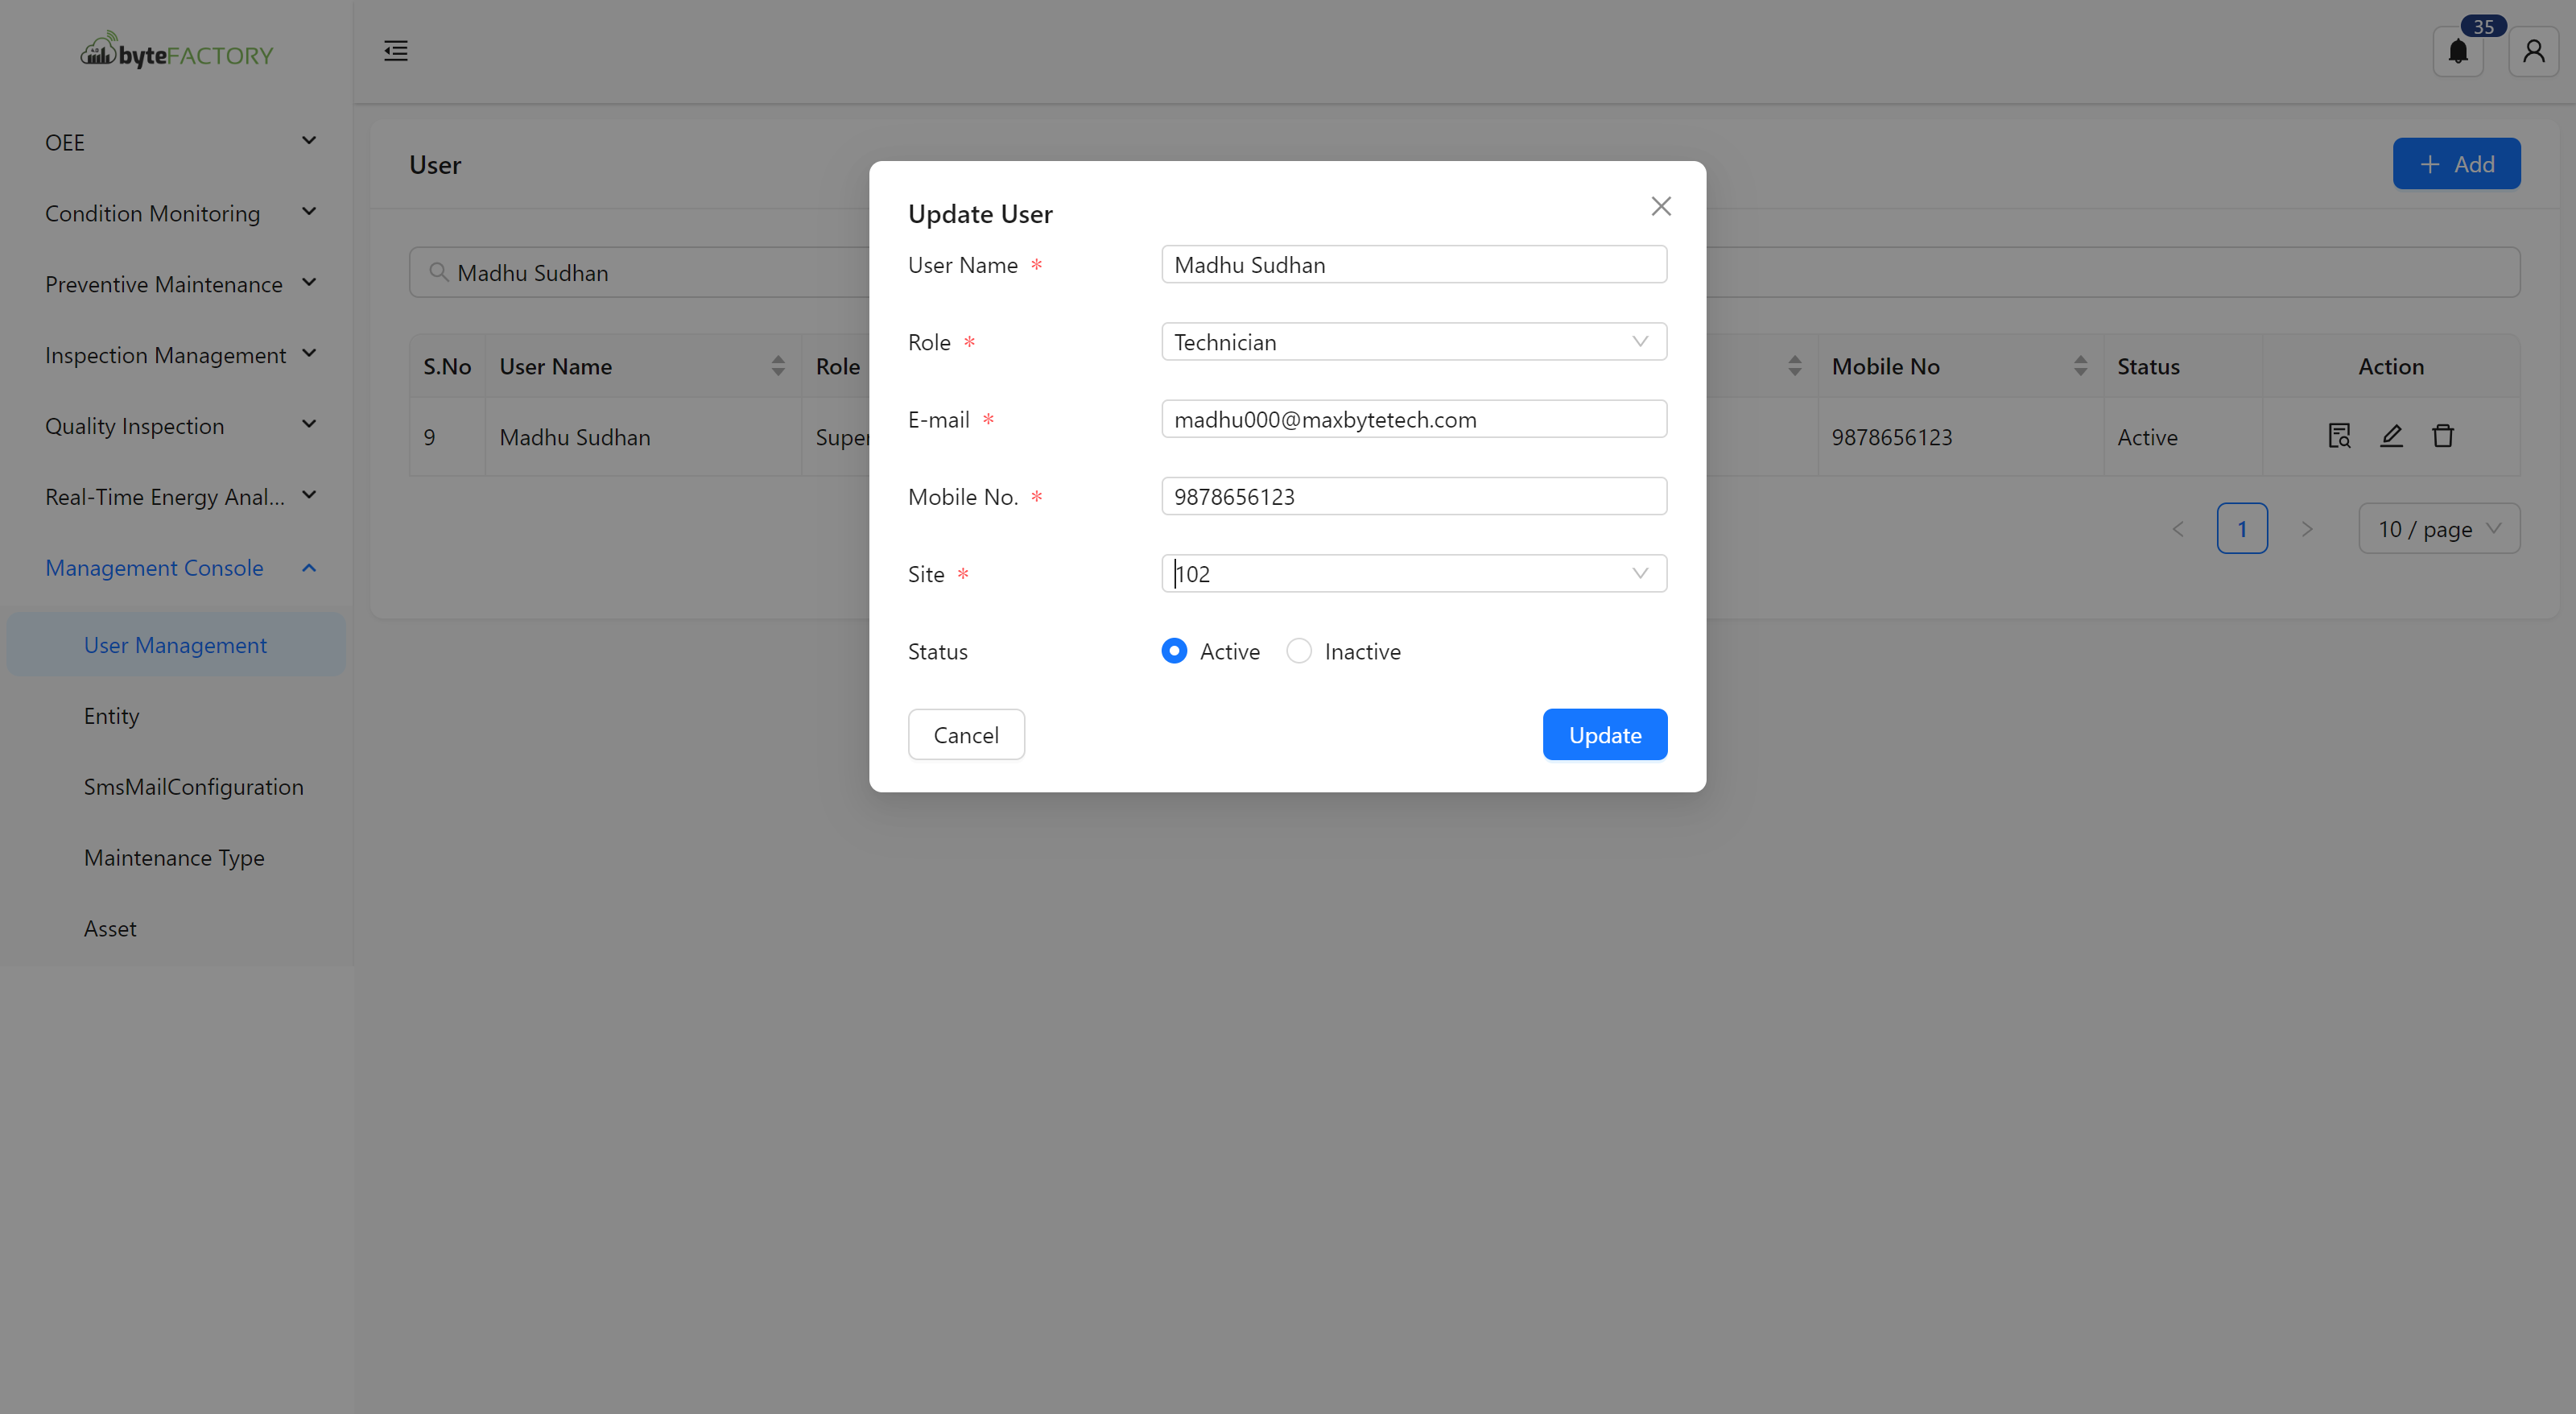 byteFACTORY
35
OEE
Condition Monitoring
Preventive Maintenance
Inspection Management
Quality Inspection
Real-Time Energy Anal...
Management Console
User Management
Entity
SmsMailConfiguration
Maintenance Type
Asset
User
Add
Madhu Sudhan
S.No User Name Role Mobile No Status Action
9 Madhu Sudhan Super 9878656123 Active
1 10 / page
Update User
User Name * Madhu Sudhan
Role * Technician
E-mail * madhu000@maxbytetech.com
Mobile No. * 9878656123
Site * 102
Status Active Inactive
Cancel Update